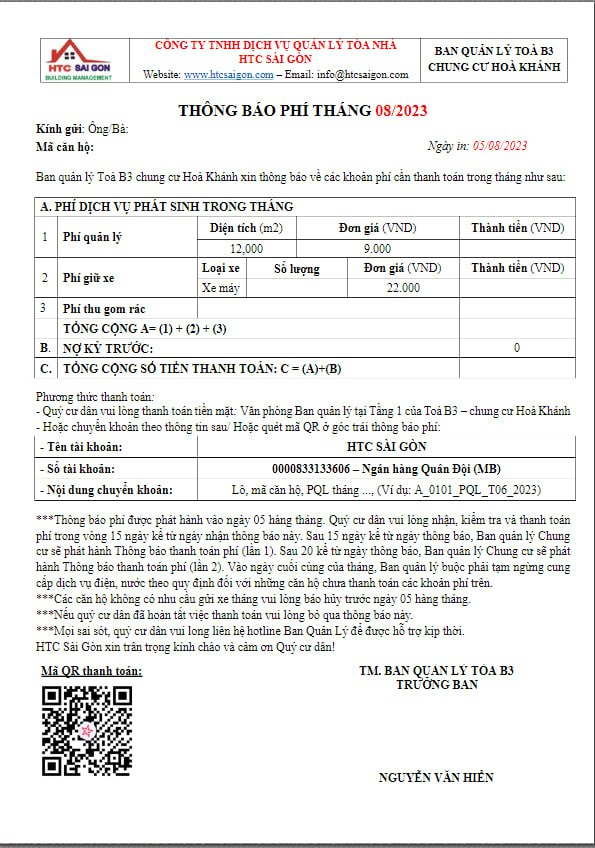 HTC SAI GON
BUILDING MANAGEMENT
CÔNG TY TNHH DỊCH VỤ QUẢN LÝ TÒA NHÀ
HTC SÀI GÒN
Website: www.htcsaigon.com – Email: info@htcsaigon.com
BAN QUẢN LÝ TOÀ B3
CHUNG CƯ HOÀ KHÁNH
THÔNG BÁO PHÍ THÁNG 08/2023
Kính gửi: Ông/Bà:
Mã căn hộ:
Ngày in: 05/08/2023
Ban quản lý Toà B3 chung cư Hoà Khánh xin thông báo về các khoản phí cần thanh toán trong tháng như sau:
A. PHÍ DỊCH VỤ PHÁT SINH TRONG THÁNG
1 Phí quản lý Diện tích (m2) Đơn giá (VND) Thành tiền (VND)
12,000 9.000
2 Phí giữ xe Loại xe Số lượng Đơn giá (VND) Thành tiền (VND)
Xe máy 22.000
3 Phí thu gom rác
TỔNG CỘNG A= (1) + (2) + (3)
B. NỢ KỲ TRƯỚC: 0
C. TỔNG CỘNG SỐ TIỀN THANH TOÁN: C = (A)+(B)
Phương thức thanh toán:
- Quý cư dân vui lòng thanh toán tiền mặt: Văn phòng Ban quản lý tại Tầng 1 của Toà B3 – chung cư Hoà Khánh
- Hoặc chuyển khoản theo thông tin sau/ Hoặc quét mã QR ở góc trái thông báo phí:
- Tên tài khoản: HTC SÀI GÒN
- Số tài khoản: 0000833133606 – Ngân hàng Quân Đội (MB)
- Nội dung chuyển khoản: Lô, mã căn hộ, PQL tháng ..., (Ví dụ: A_0101_PQL_T06_2023)
***Thông báo phí được phát hành vào ngày 05 hàng tháng. Quý cư dân vui lòng nhận, kiểm tra và thanh toán
phí trong vòng 15 ngày kể từ ngày nhận thông báo này. Sau 15 ngày kể từ ngày thông báo, Ban quản lý Chung
cư sẽ phát hành Thông báo thanh toán phí (lần 1). Sau 20 kể từ ngày thông báo, Ban quản lý Chung cư sẽ phát
hành Thông báo thanh toán phí (lần 2). Vào ngày cuối cùng của tháng, Ban quản lý buộc phải tạm ngừng cung
cấp dịch vụ điện, nước theo quy định đối với những căn hộ chưa thanh toán các khoản phí trên.
***Các căn hộ không có nhu cầu gửi xe tháng vui lòng báo hủy trước ngày 05 hàng tháng.
***Nếu quý cư dân đã hoàn tất việc thanh toán vui lòng bỏ qua thông báo này.
***Mọi sai sót, quý cư dân vui long liên hệ hotline Ban Quản Lý để được hỗ trợ kịp thời.
HTC Sài Gòn xin trân trọng kính chào và cảm ơn Quý cư dân!
Mã QR thanh toán:
TM. BAN QUẢN LÝ TÒA B3
TRƯỞNG BAN
NGUYỄN VĂN HIỀN